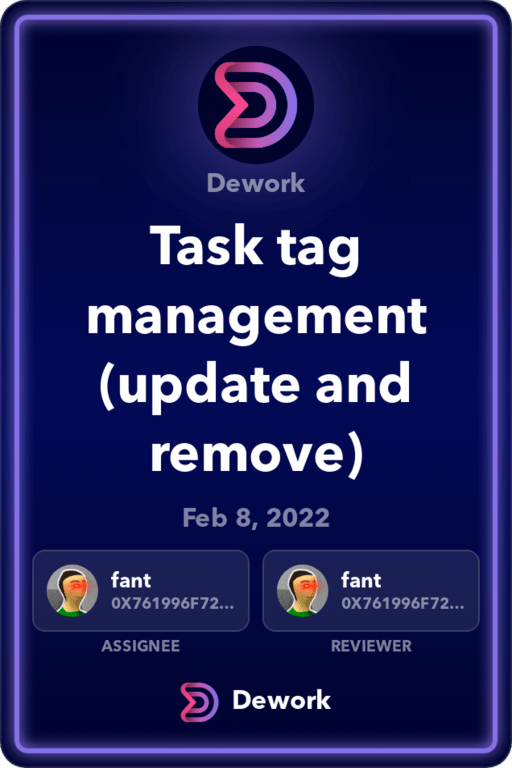 Dework
Task tag
management
(update and
remove)
Feb 8, 2022
fant
0X761996F72...
ASSIGNEE
fant
0X761996F72...
REVIEWER
Dework